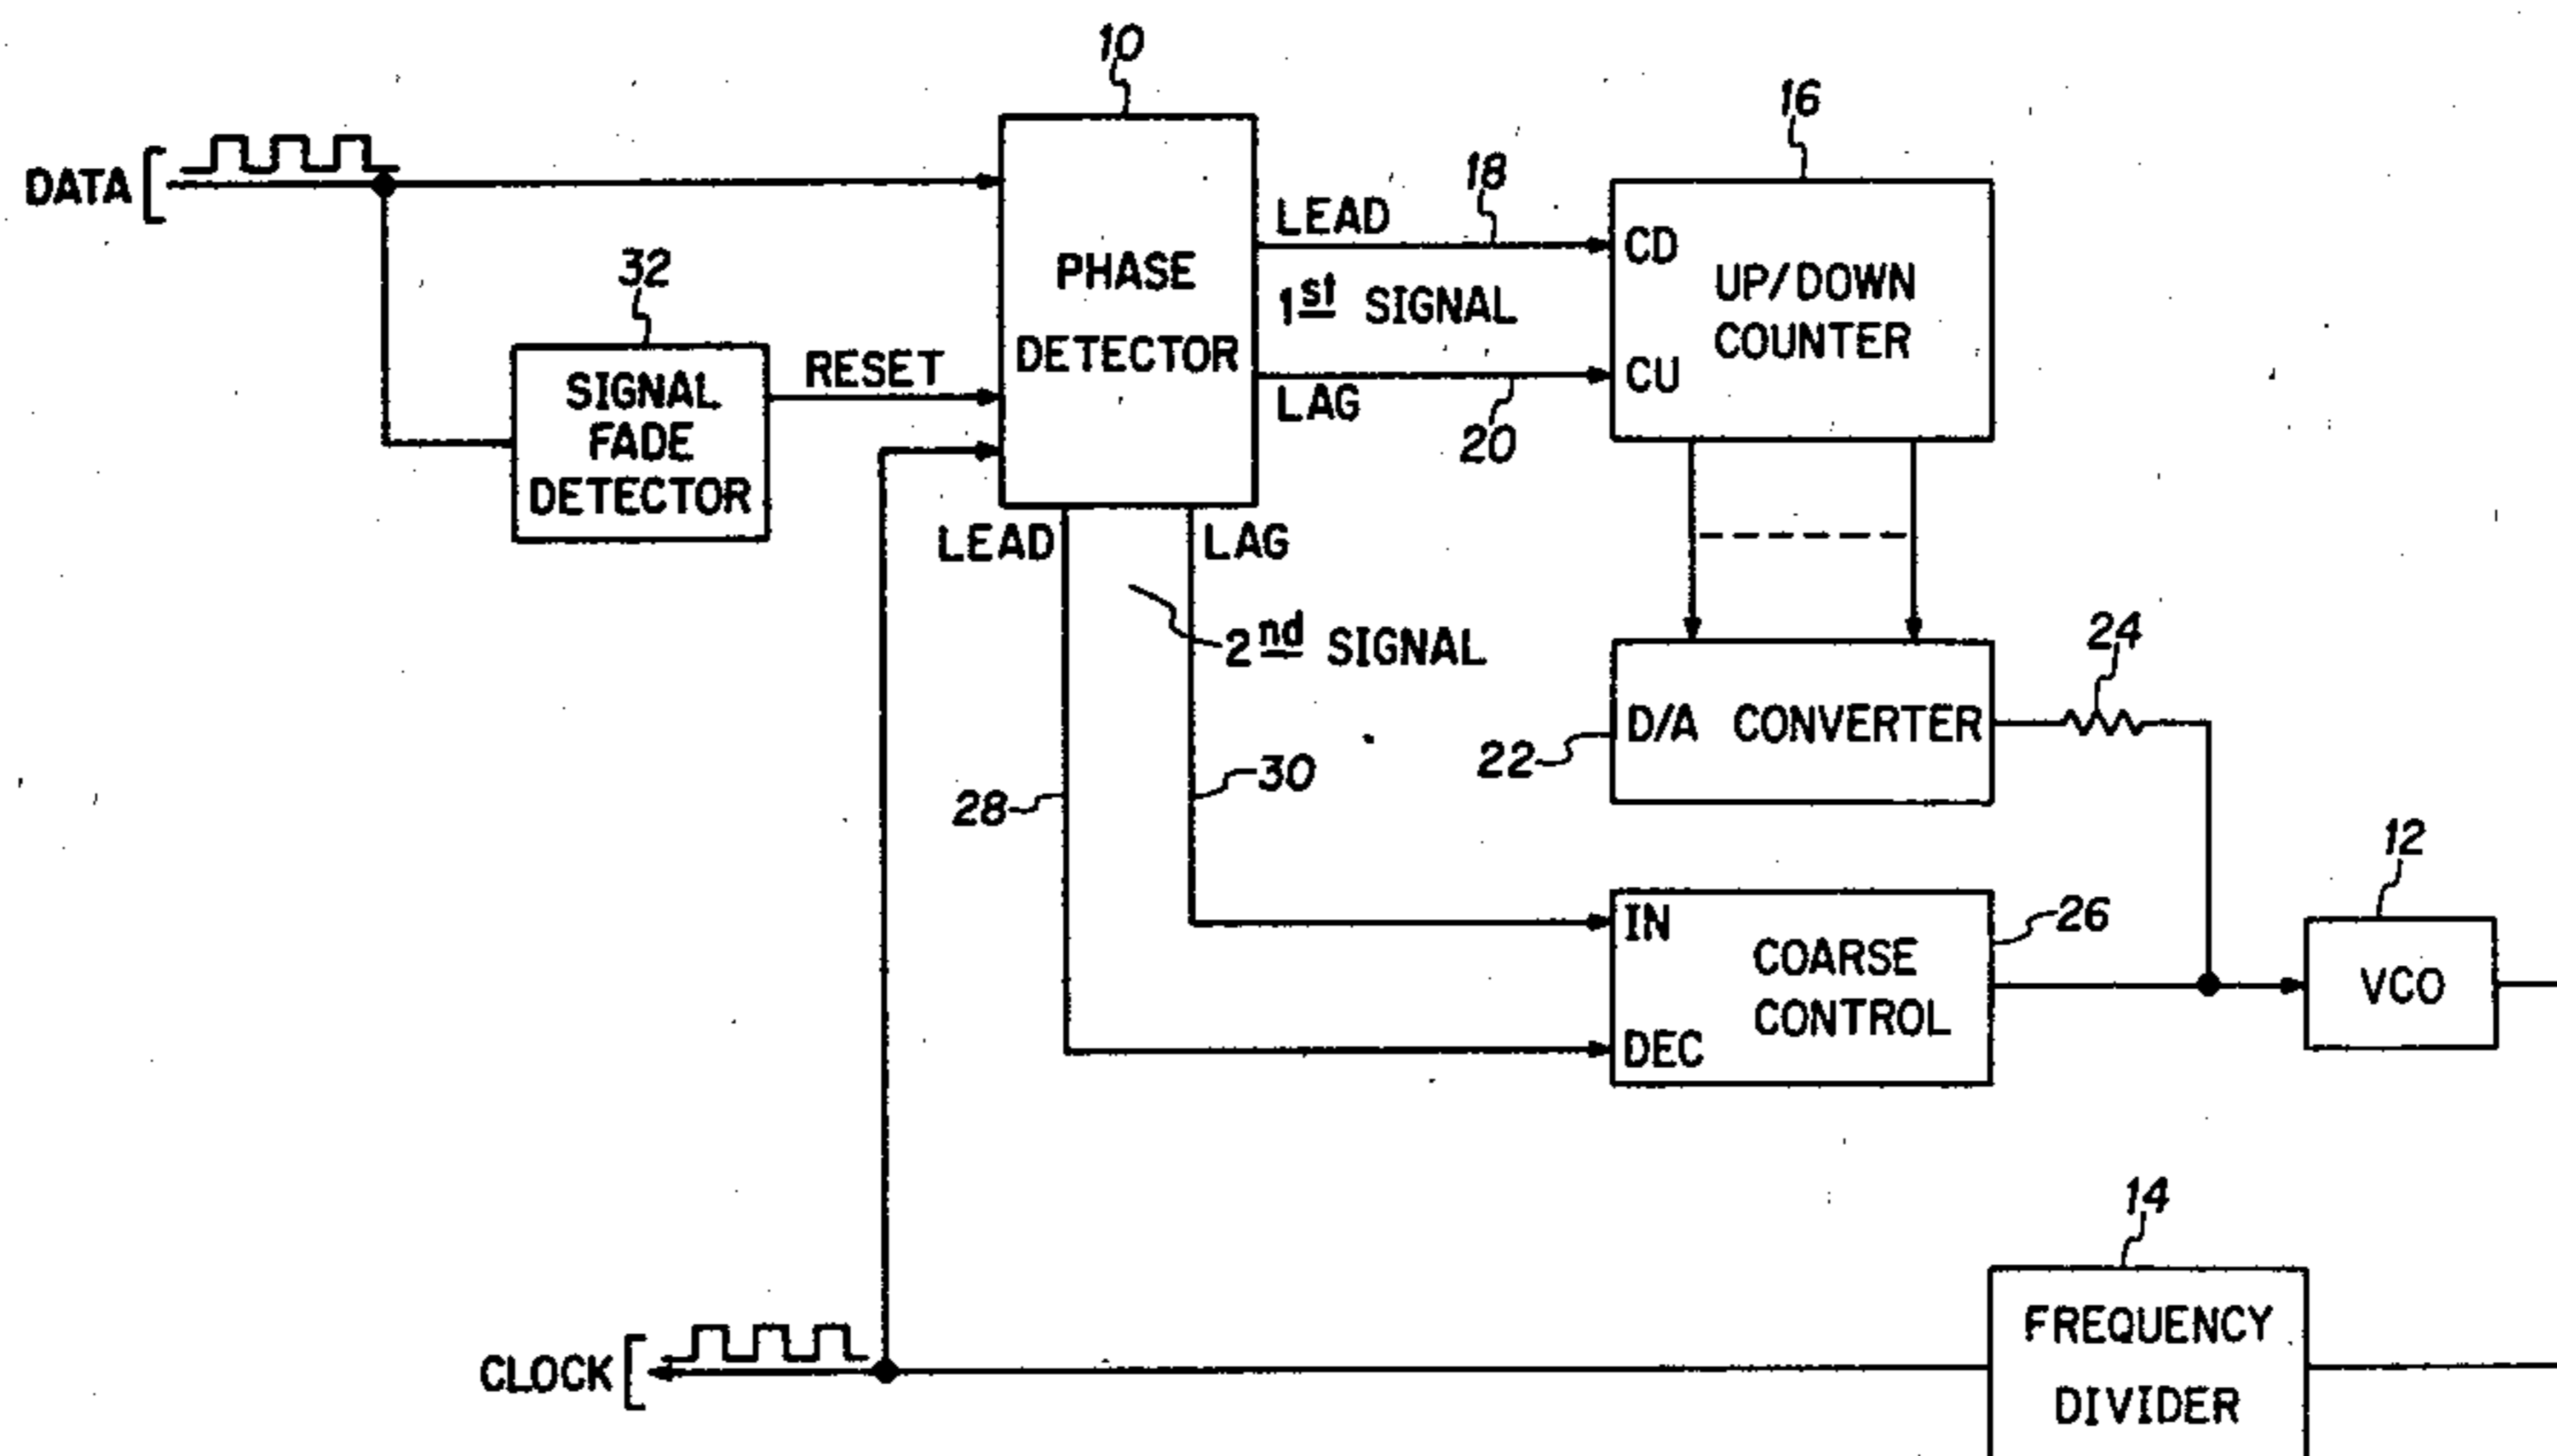 10
16
DATA
LEAD
18
CD
32
PHASE
DETECTOR
1st SIGNAL
UP/DOWN
COUNTER
RESET
SIGNAL
FADE
DETECTOR
LAG
20
CU
LEAD
LAG
2nd SIGNAL
24
D/A CONVERTER
22
30
28
12
IN
COARSE
CONTROL
26
DEC
VCO
14
CLOCK
FREQUENCY
DIVIDER